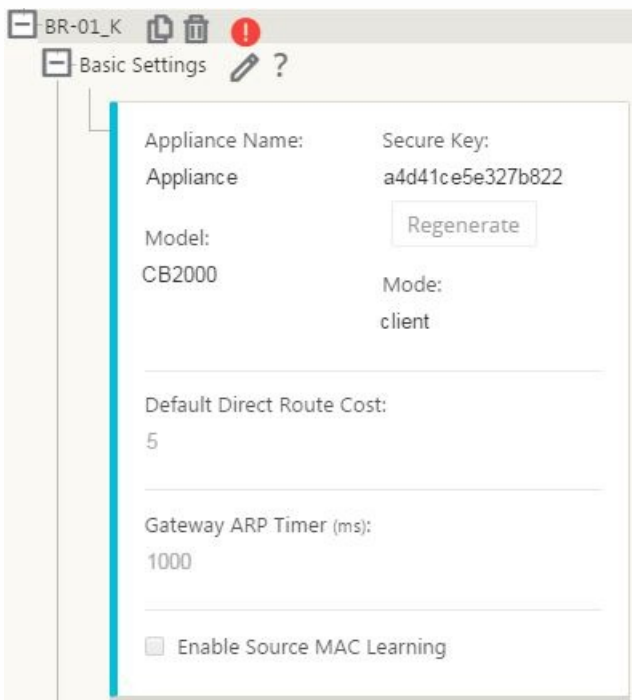 BR-01_K
Basic Settings ?
Appliance Name: Secure Key:
Appliance a4d41ce5e327b822
Regenerate
Model:
CB2000
Mode:
client
Default Direct Route Cost:
5
Gateway ARP Timer (ms):
1000
Enable Source MAC Learning